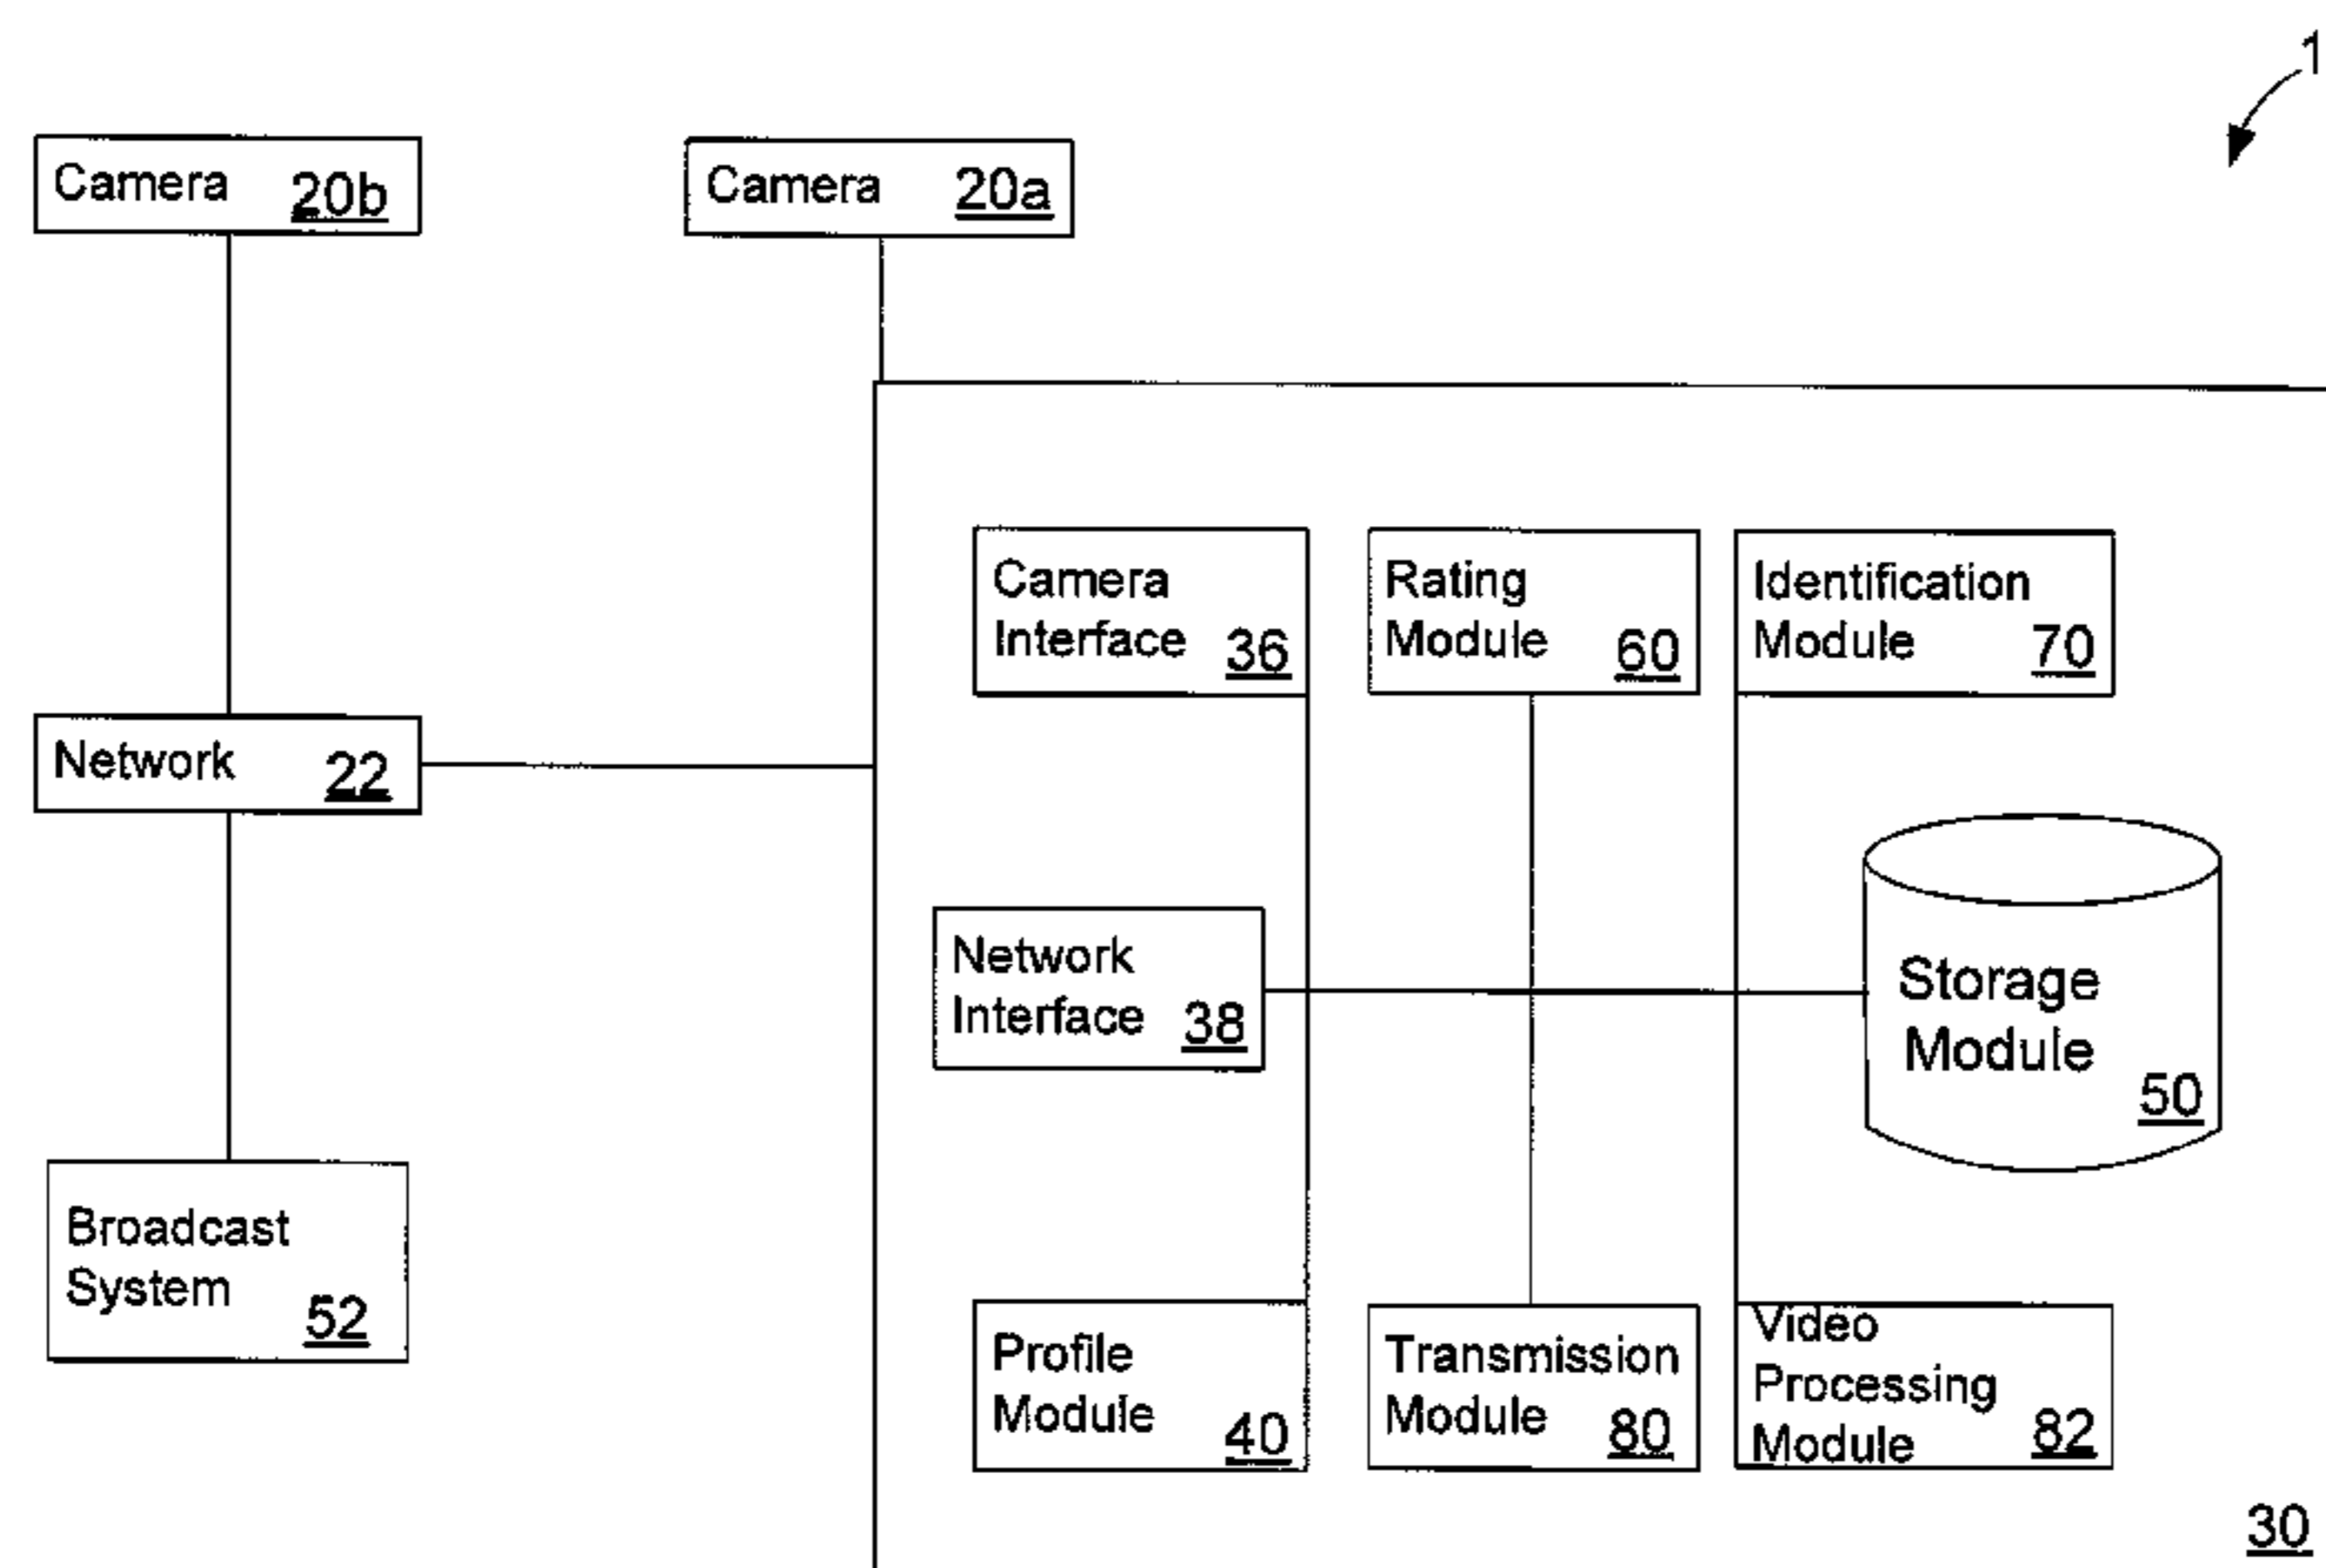 1
Camera 20b
Camera 20a
Camera
Interface 36
Rating
Module 60
Identification
Module 70
Network 22
Network
Interface 38
Storage
Module
50
Broadcast
System
52
Profile
Module 40
Transmission
Module 80
Video
Processing
Module 82
30